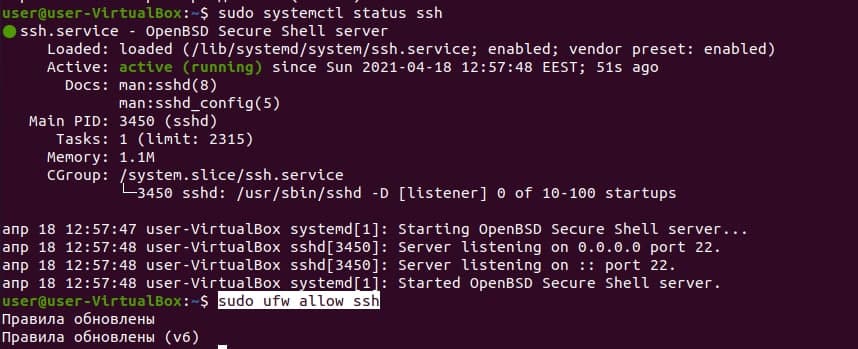 user@user-VirtualBox:~$ sudo systemctl status ssh
● ssh.service - OpenBSD Secure Shell server
     Loaded: loaded (/lib/systemd/system/ssh.service; enabled; vendor preset: enabled)
     Active: active (running) since Sun 2021-04-18 12:57:48 EEST; 51s ago
       Docs: man:sshd(8)
             man:sshd_config(5)
   Main PID: 3450 (sshd)
      Tasks: 1 (limit: 2315)
     Memory: 1.1M
     CGroup: /system.slice/ssh.service
             └─3450 sshd: /usr/sbin/sshd -D [listener] 0 of 10-100 startups
апр 18 12:57:47 user-VirtualBox systemd[1]: Starting OpenBSD Secure Shell server...
апр 18 12:57:48 user-VirtualBox sshd[3450]: Server listening on 0.0.0.0 port 22.
апр 18 12:57:48 user-VirtualBox sshd[3450]: Server listening on :: port 22.
апр 18 12:57:48 user-VirtualBox systemd[1]: Started OpenBSD Secure Shell server.
user@user-VirtualBox:~$ sudo ufw allow ssh
Правила обновлены
Правила обновлены (v6)